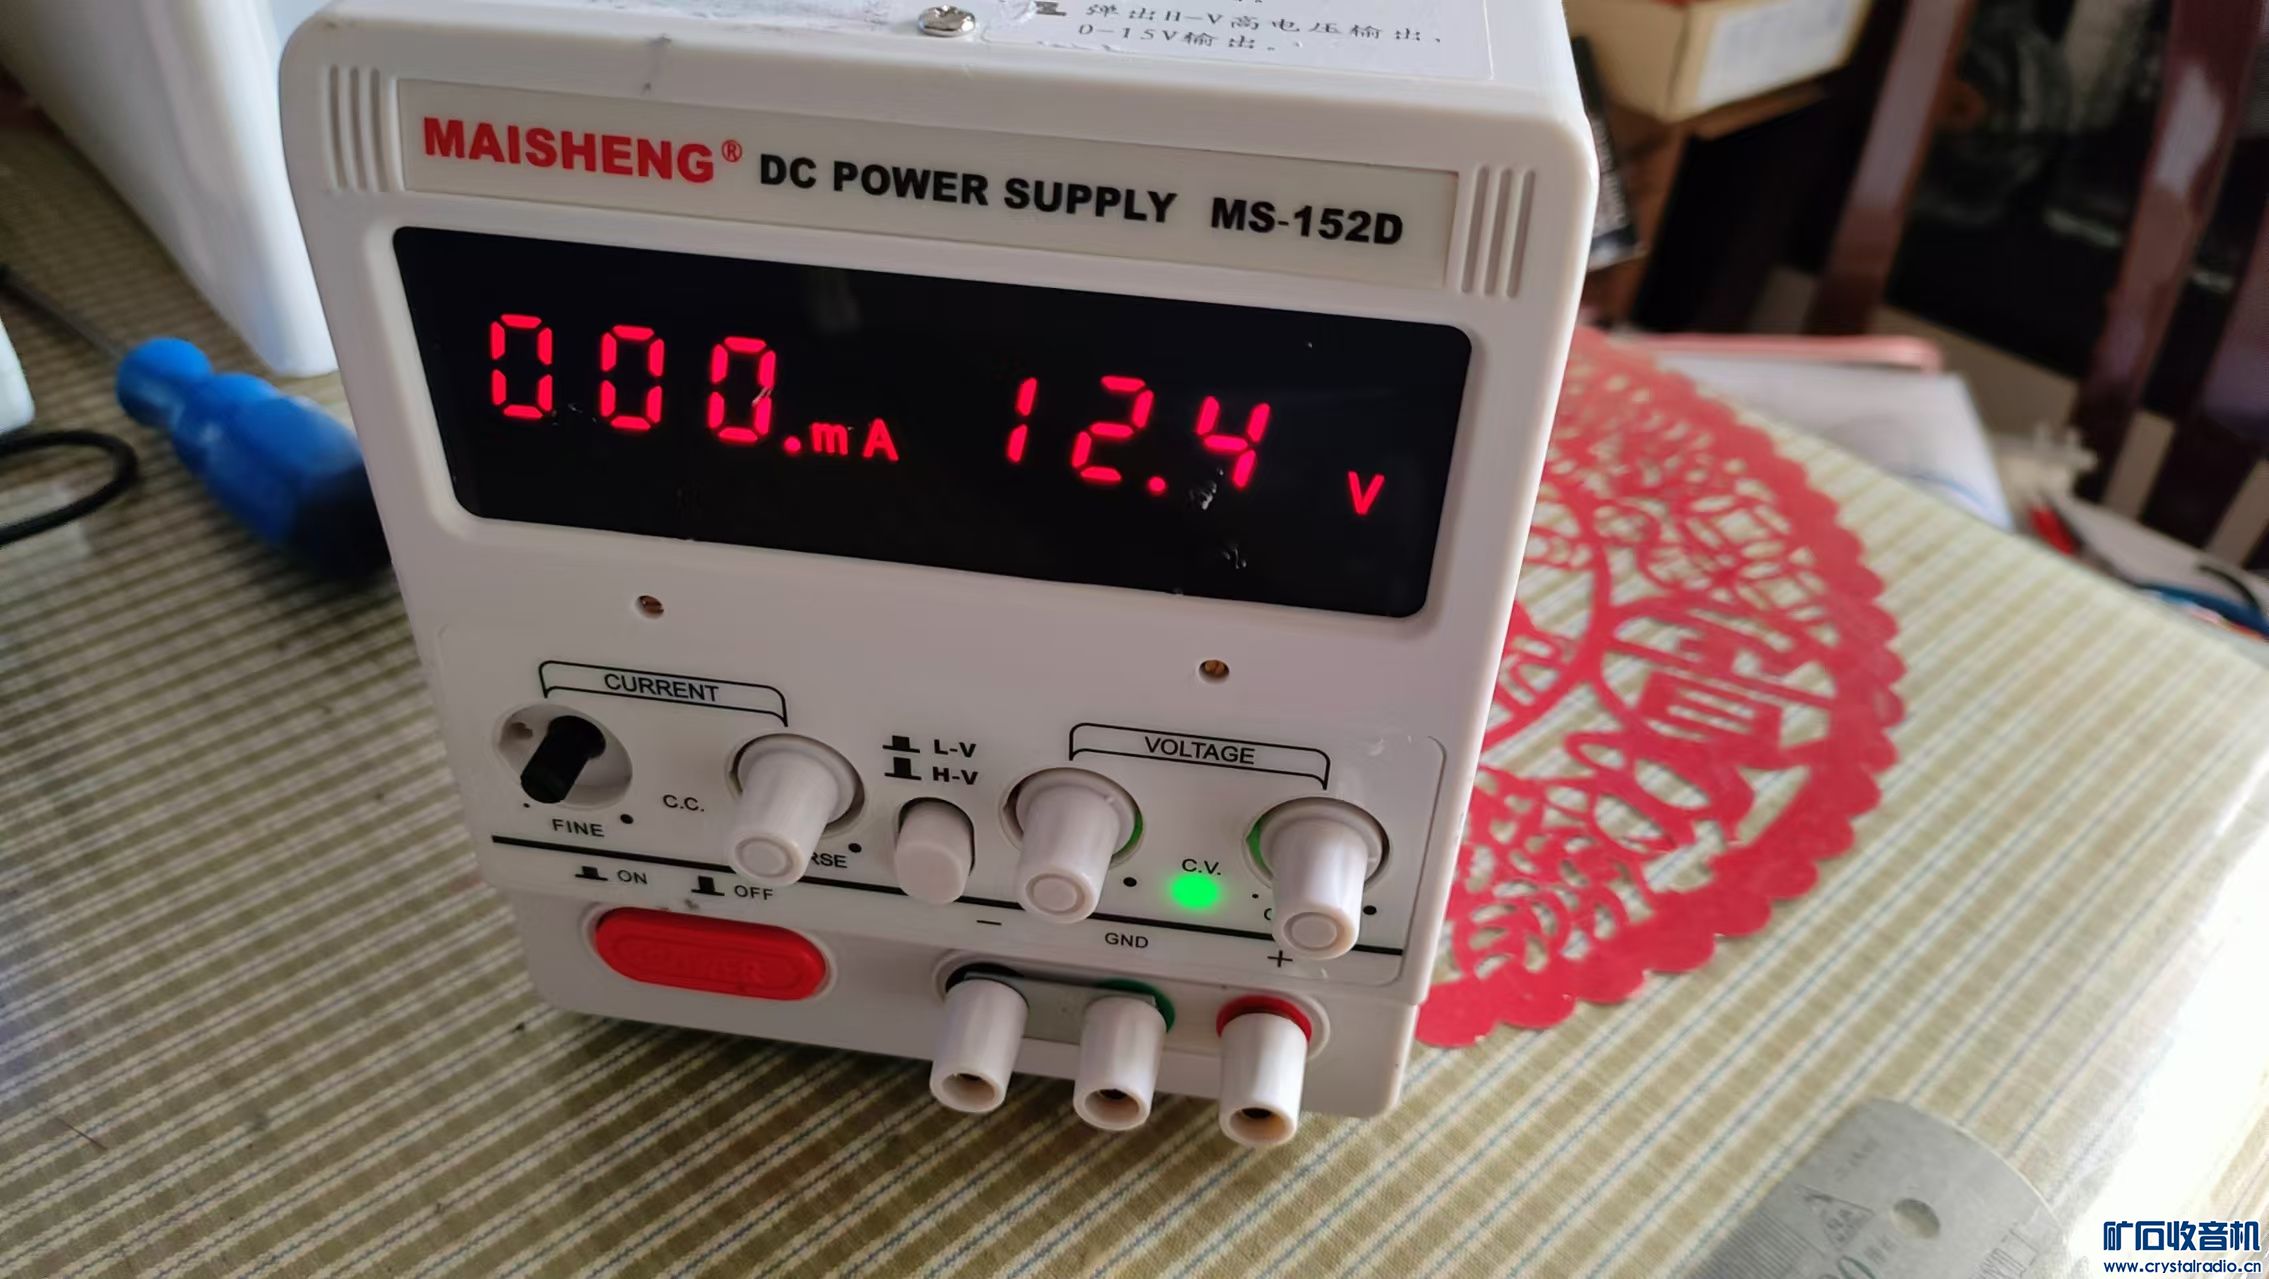 弹出H-V高电压输出,
0-15V输出。
MAISHENG® DC POWER SUPPLY MS-152D
000.mA 12.4 V
CURRENT
L-V
H-V
VOLTAGE
C.C.
FINE
RSE
C.V.
ON OFF
− GND +
矿石收音机
www.crystalradio.cn